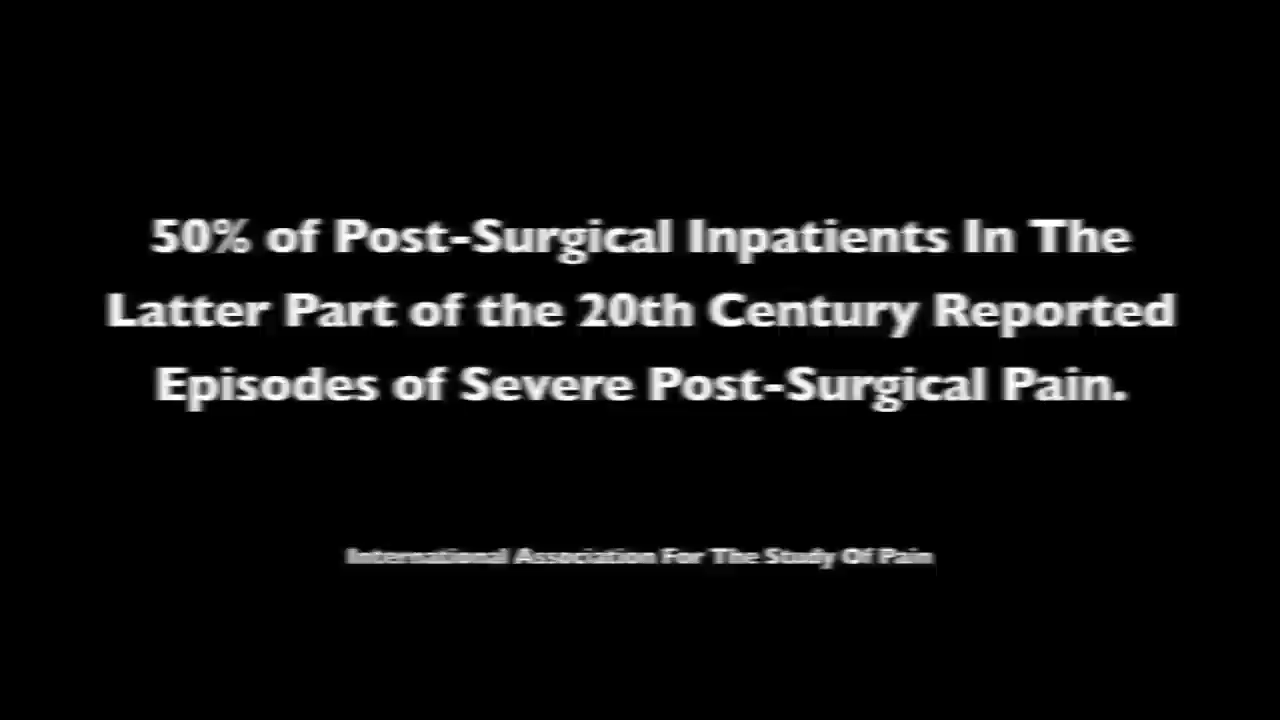 50% of Post-Surgical Inpatients In The
Latter Part of the 20th Century Reported
Episodes of Severe Post-Surgical Pain.
International Association For The Study Of Pain